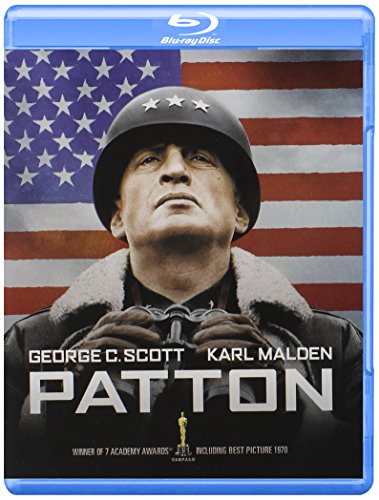 Blu-ray Disc
GEORGE C. SCOTT KARL MALDEN
PATTON
WINNER OF 7 ACADEMY AWARDS® INCLUDING BEST PICTURE 1970